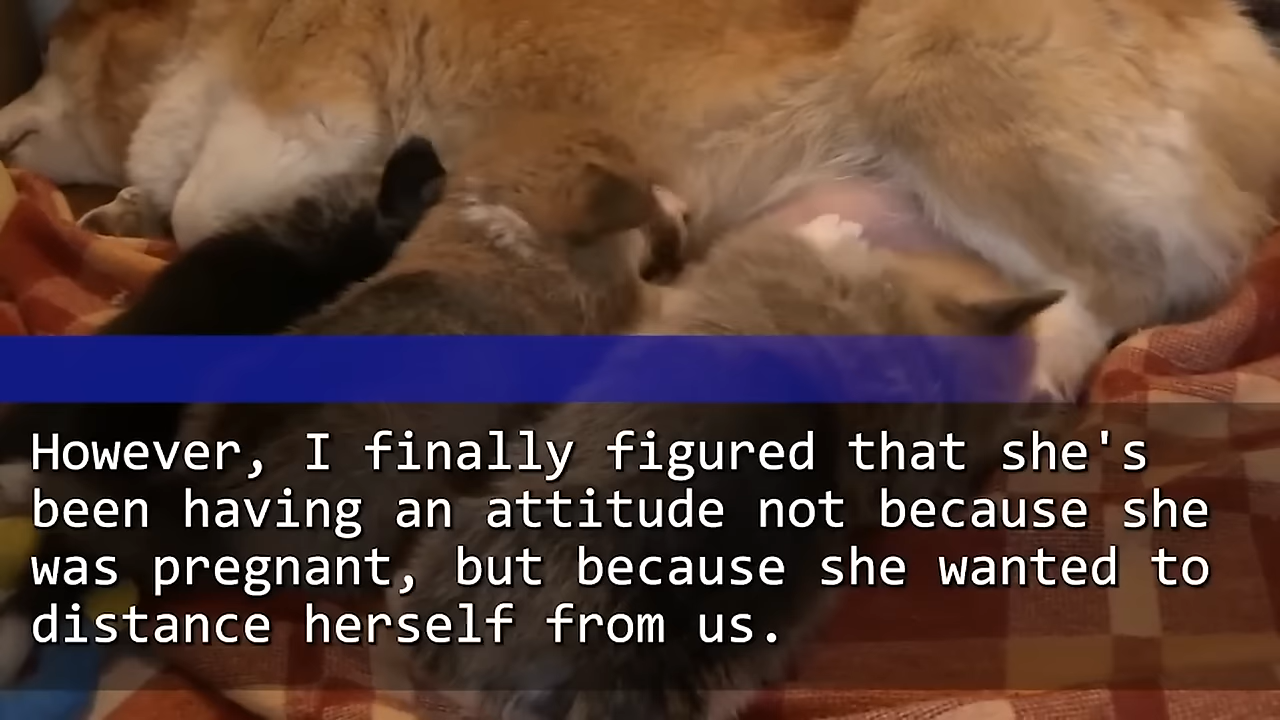 However, I finally figured that she's
been having an attitude not because she
was pregnant, but because she wanted to
distance herself from us.